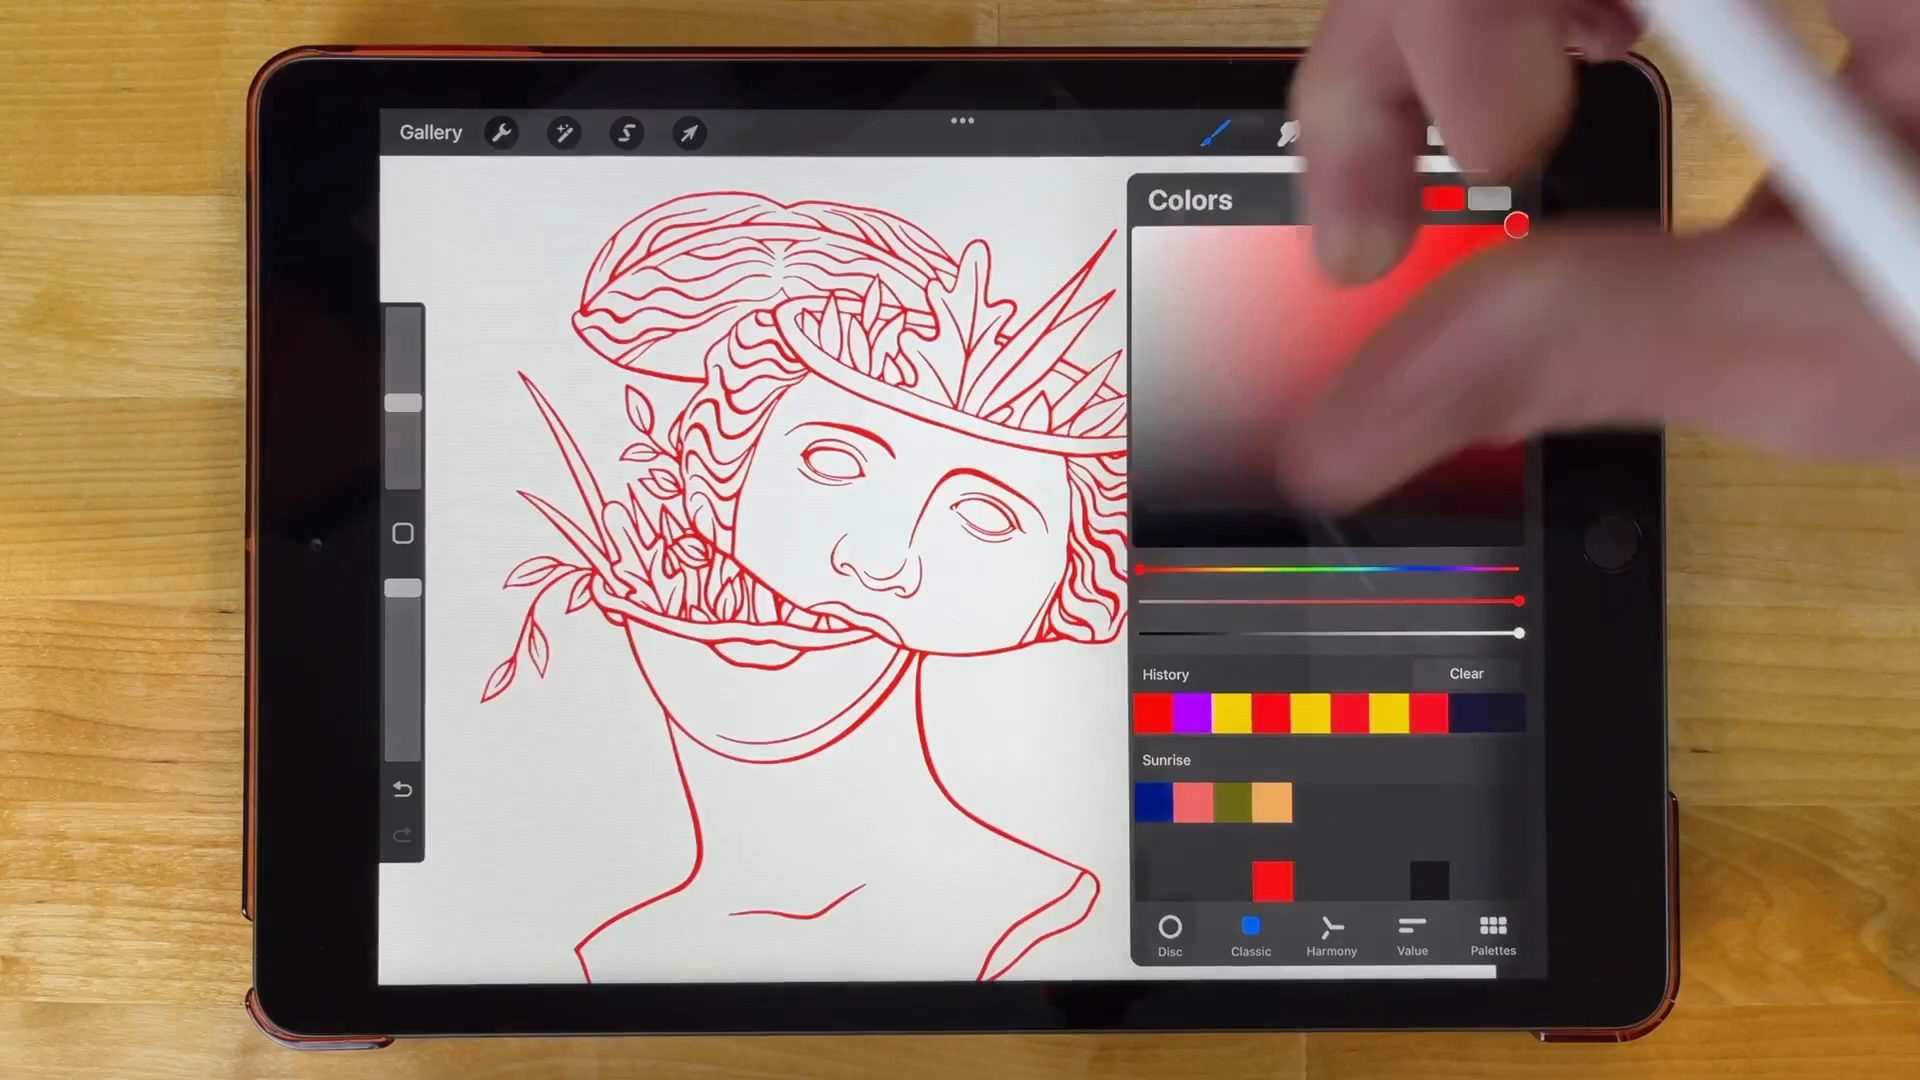 Gallery
Colors
History
Clear
Sunrise
Disc
Classic
Harmony
Value
Palettes